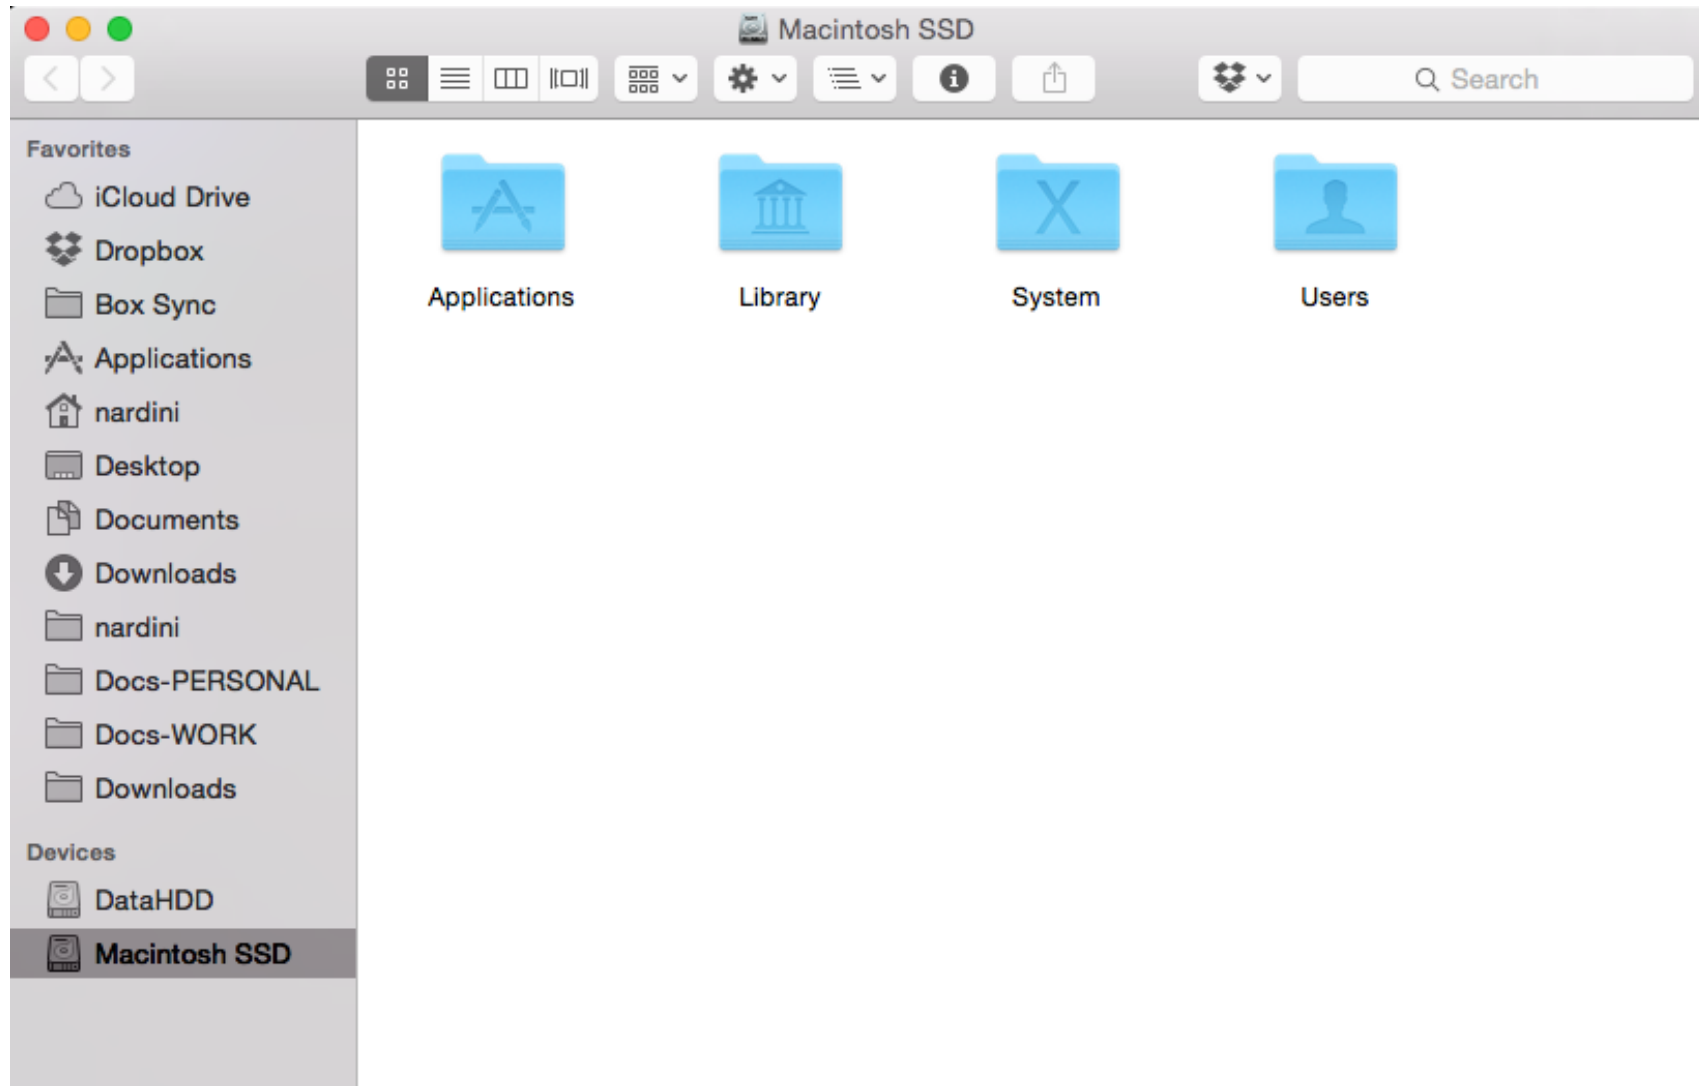 Macintosh SSD
Search
Favorites
iCloud Drive
Dropbox
Box Sync
Applications
nardini
Desktop
Documents
Downloads
nardini
Docs-PERSONAL
Docs-WORK
Downloads
Devices
DataHDD
Macintosh SSD
Applications Library System Users